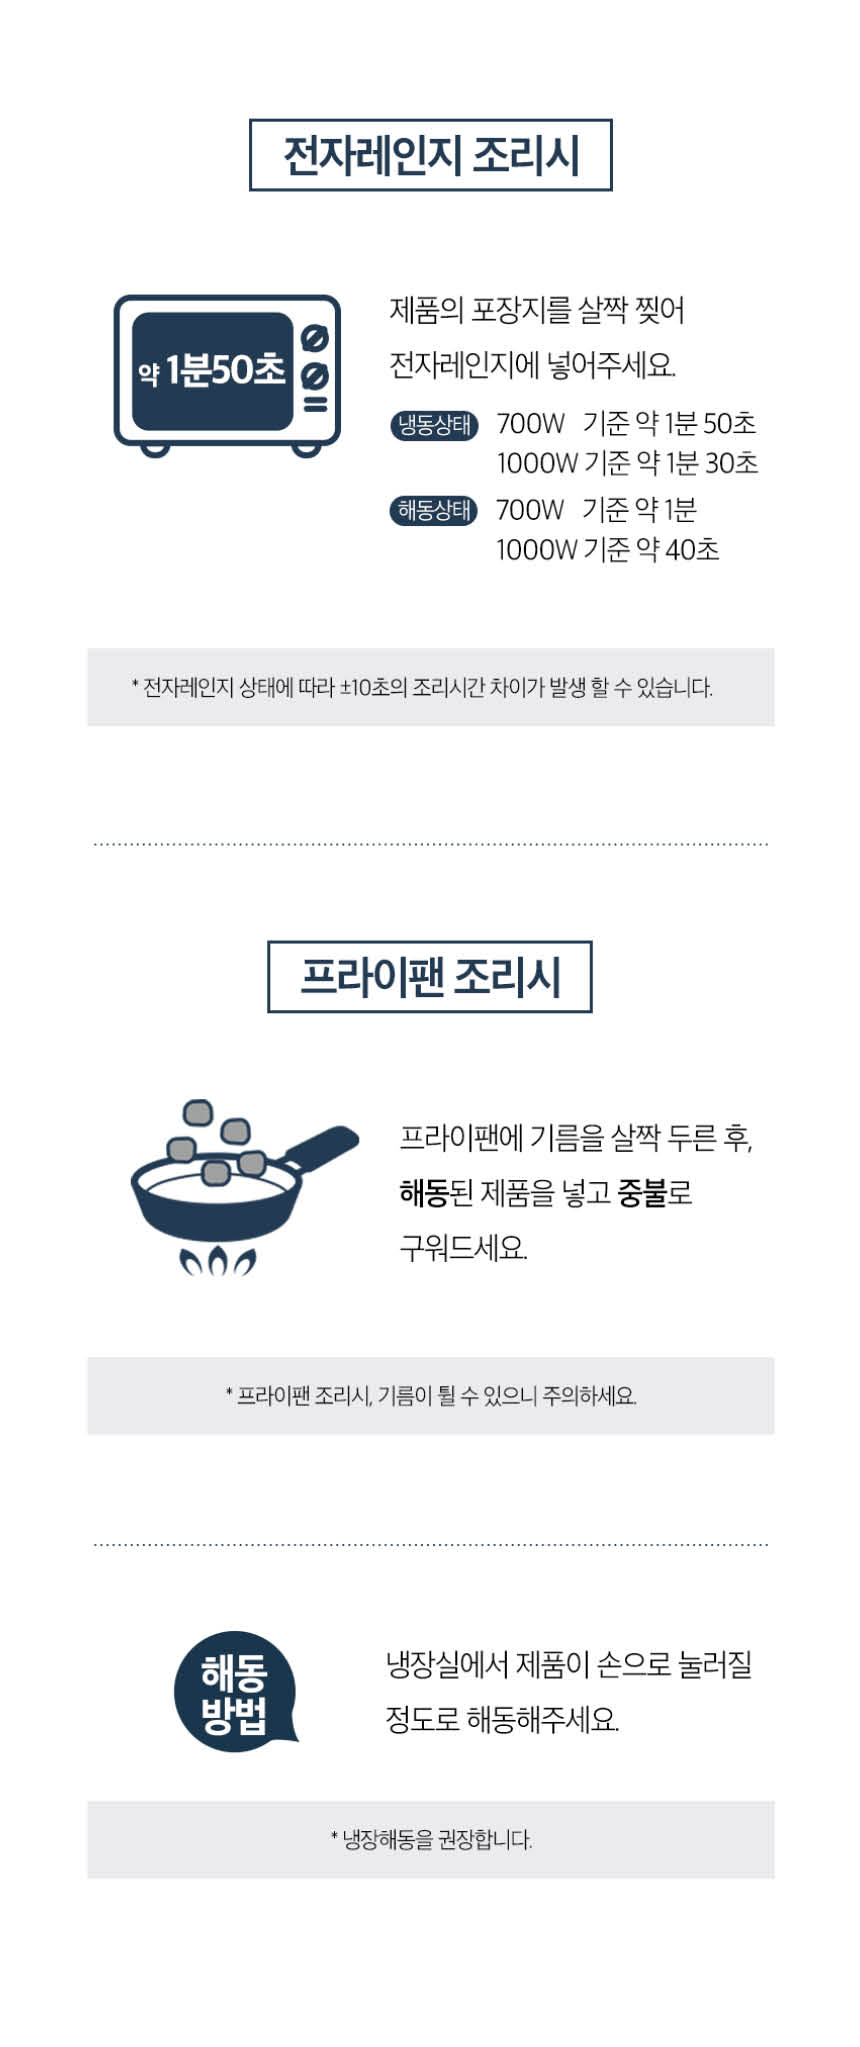 전자레인지 조리시
약 1분50초
제품의 포장지를 살짝 찢어
전자레인지에 넣어주세요.
냉동상태 700W 기준 약 1분 50초
1000W 기준 약 1분 30초
해동상태 700W 기준 약 1분
1000W 기준 약 40초
* 전자레인지 상태에 따라 ±10초의 조리시간 차이가 발생 할 수 있습니다.
프라이팬 조리시
프라이팬에 기름을 살짝 두른 후,
해동된 제품을 넣고 중불로
구워드세요.
* 프라이팬 조리시, 기름이 튈 수 있으니 주의하세요.
해동
방법
냉장실에서 제품이 손으로 눌러질
정도로 해동해주세요.
* 냉장해동을 권장합니다.